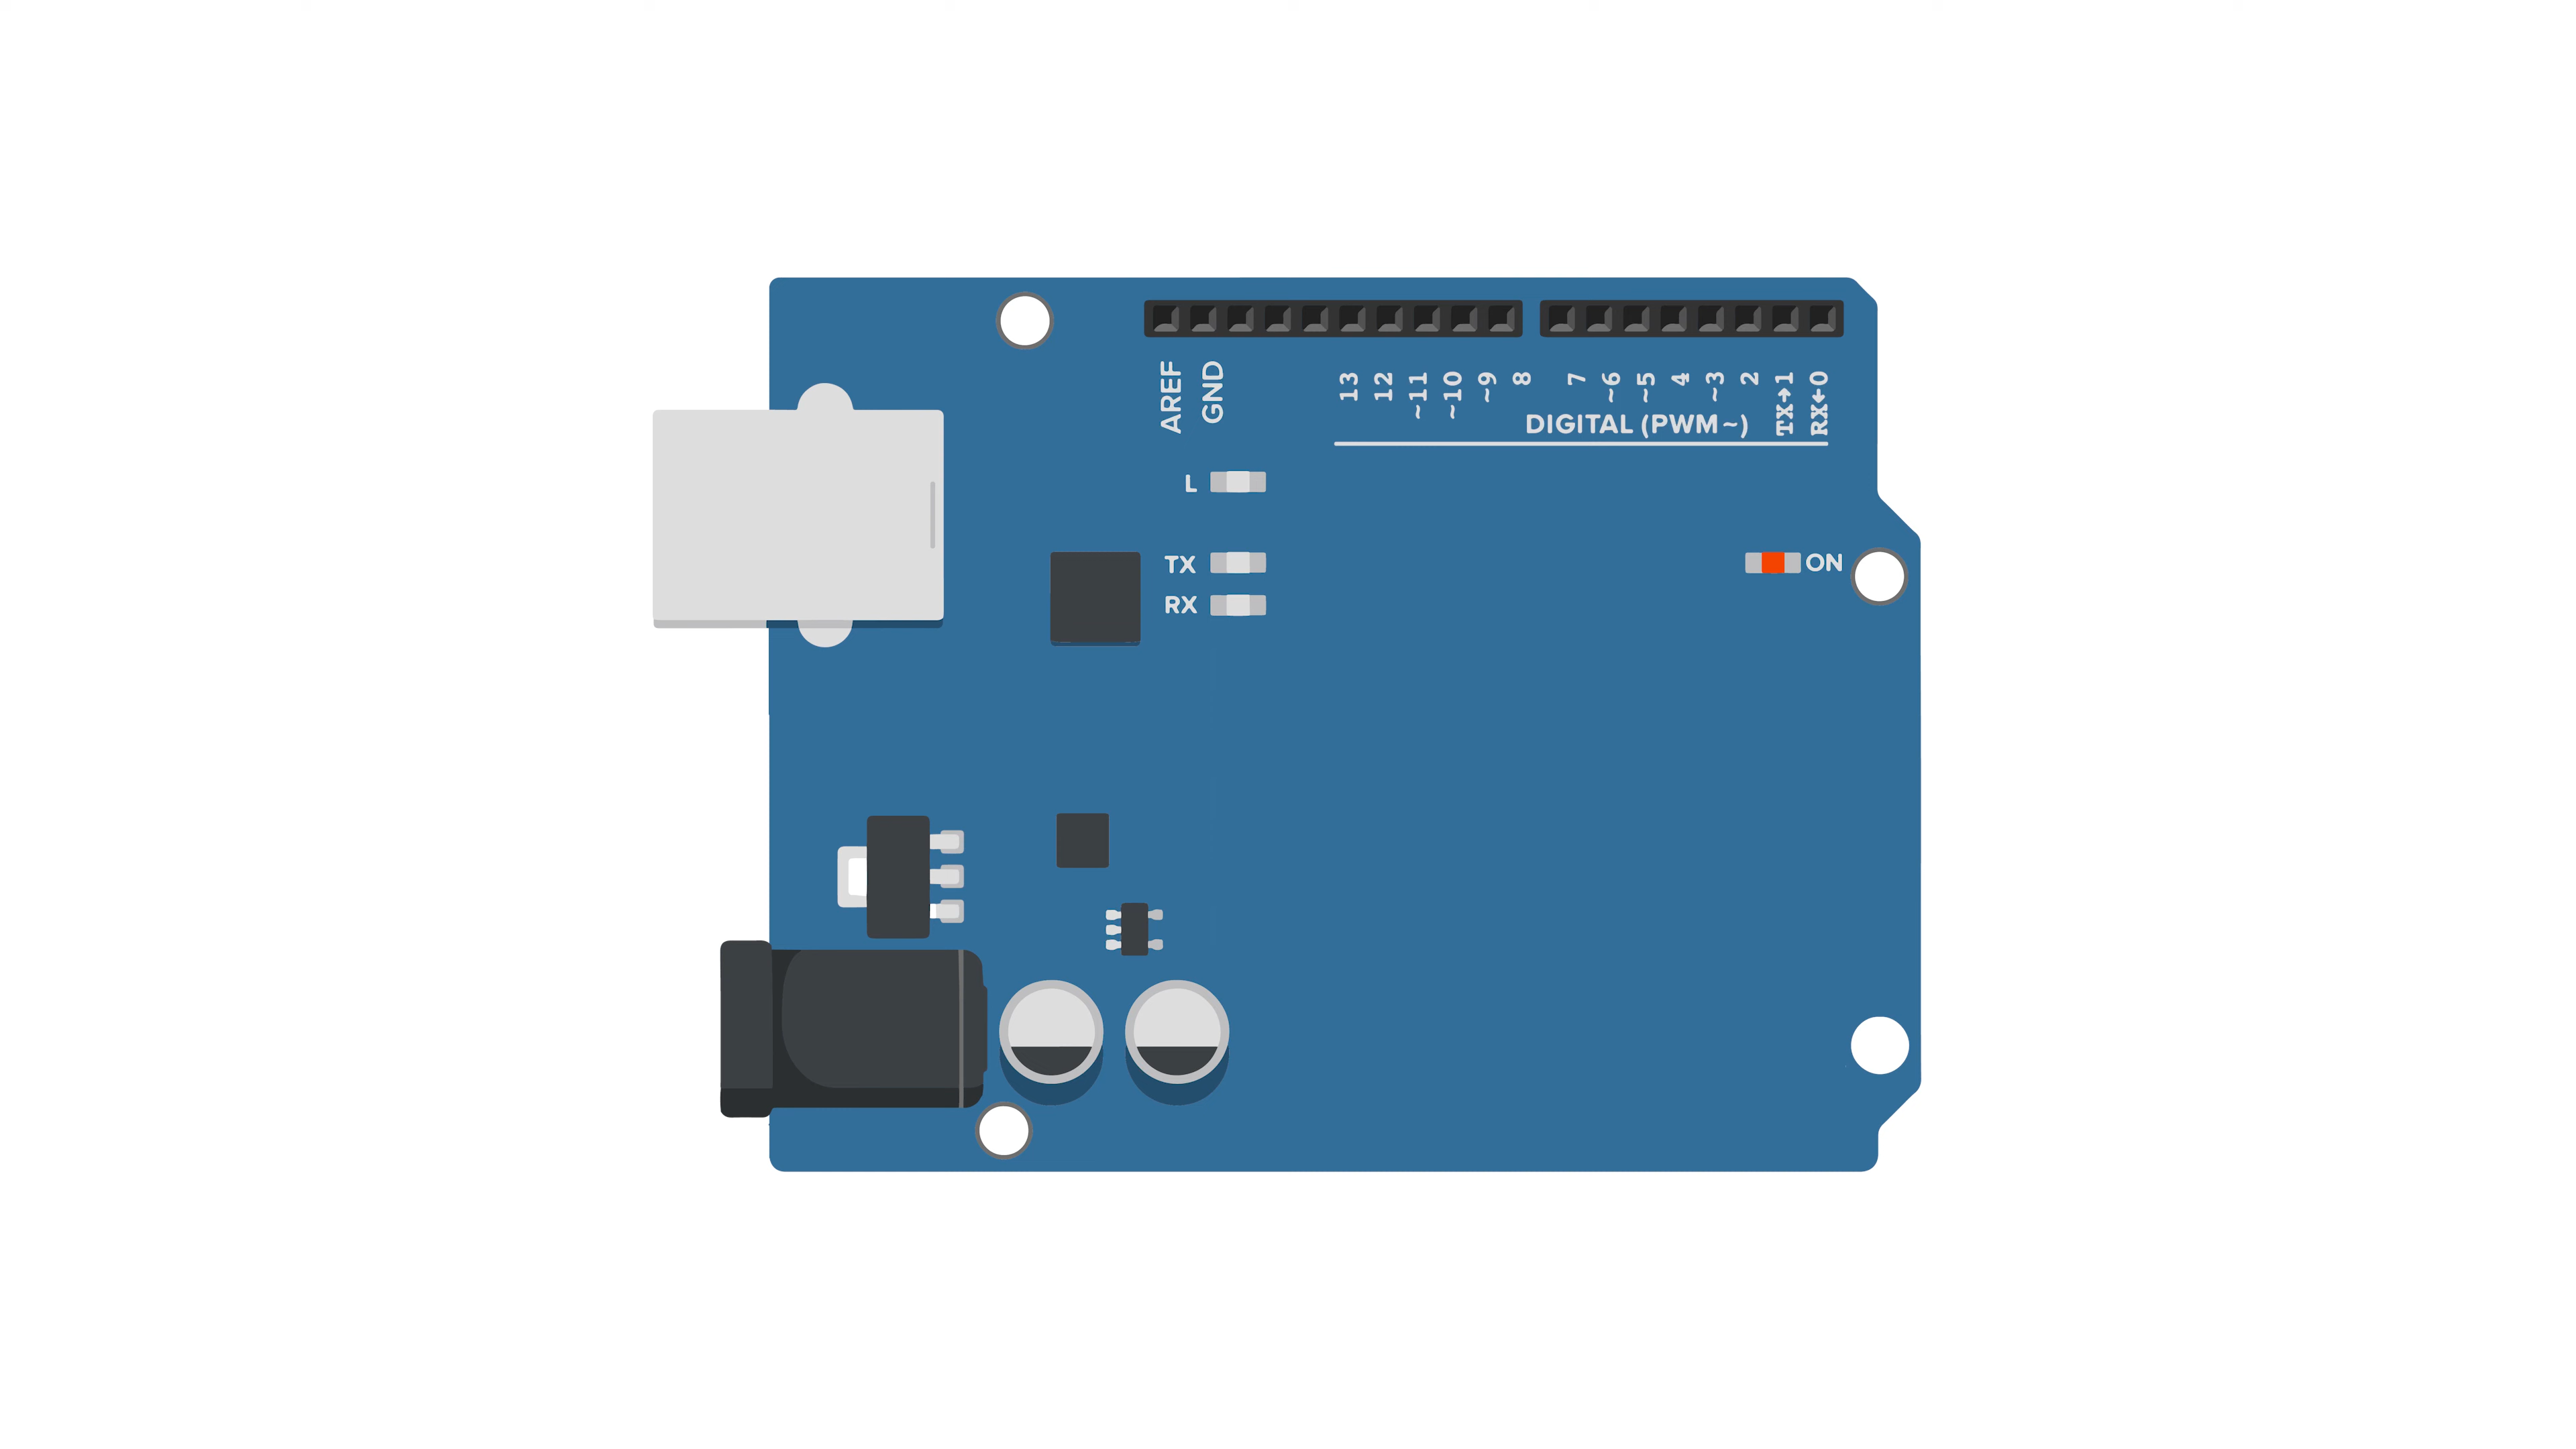 AREF
GND
13
12
~11
~10
~9
8
7
~6
~5
4
~3
2
TX→1
RX←0
DIGITAL (PWM~)
L
TX
RX
ON